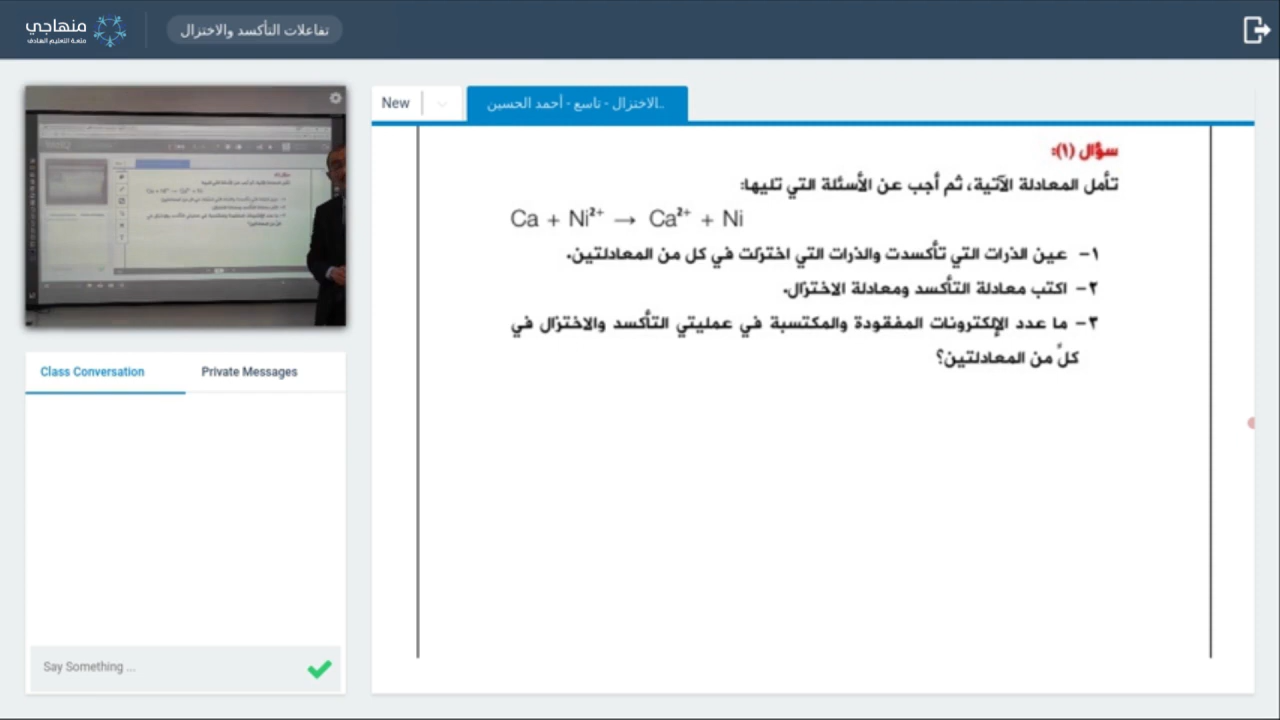 منهاجي
متعة التعليم الهادف
تفاعلات التأكسد والاختزال
New
الاختزال - تاسع - أحمد الحسين..
سؤال (١):
تأمل المعادلة الآتية، ثم أجب عن الأسئلة التي تليها:
Ca + Ni²⁺ → Ca²⁺ + Ni
١- عين الذرات التي تأكسدت والذرات التي اختزلت في كل من المعادلتين.
٢- اكتب معادلة التأكسد ومعادلة الاختزال.
٣- ما عدد الإلكترونات المفقودة والمكتسبة في عمليتي التأكسد والاختزال في
كلً من المعادلتين؟
Class Conversation
Private Messages
Say Something ...